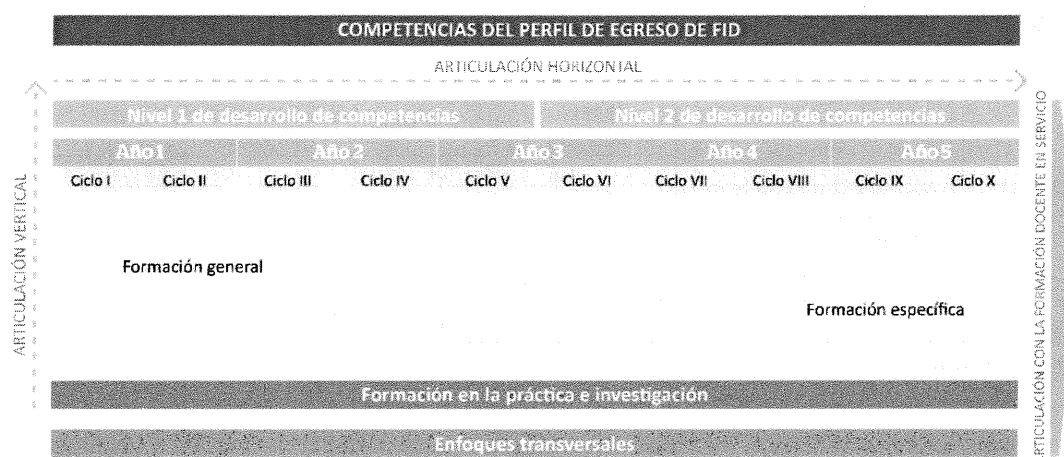 COMPETENCIAS DEL PERFIL DE EGRESO DE FID
ARTICULACIÓN HORIZONTAL
Nivel 1 de desarrollo de competencias Nivel 2 de desarrollo de competencias
Año 1 Año 2 Año 3 Año 4 Año 5
Ciclo I Ciclo II Ciclo III Ciclo IV Ciclo V Ciclo VI Ciclo VII Ciclo VIII Ciclo IX Ciclo X
ARTICULACIÓN VERTICAL
Formación general
Formación específica
Formación en la práctica e investigación
Enfoques transversales
ARTICULACIÓN CON LA FORMACIÓN DOCENTE EN SERVICIO